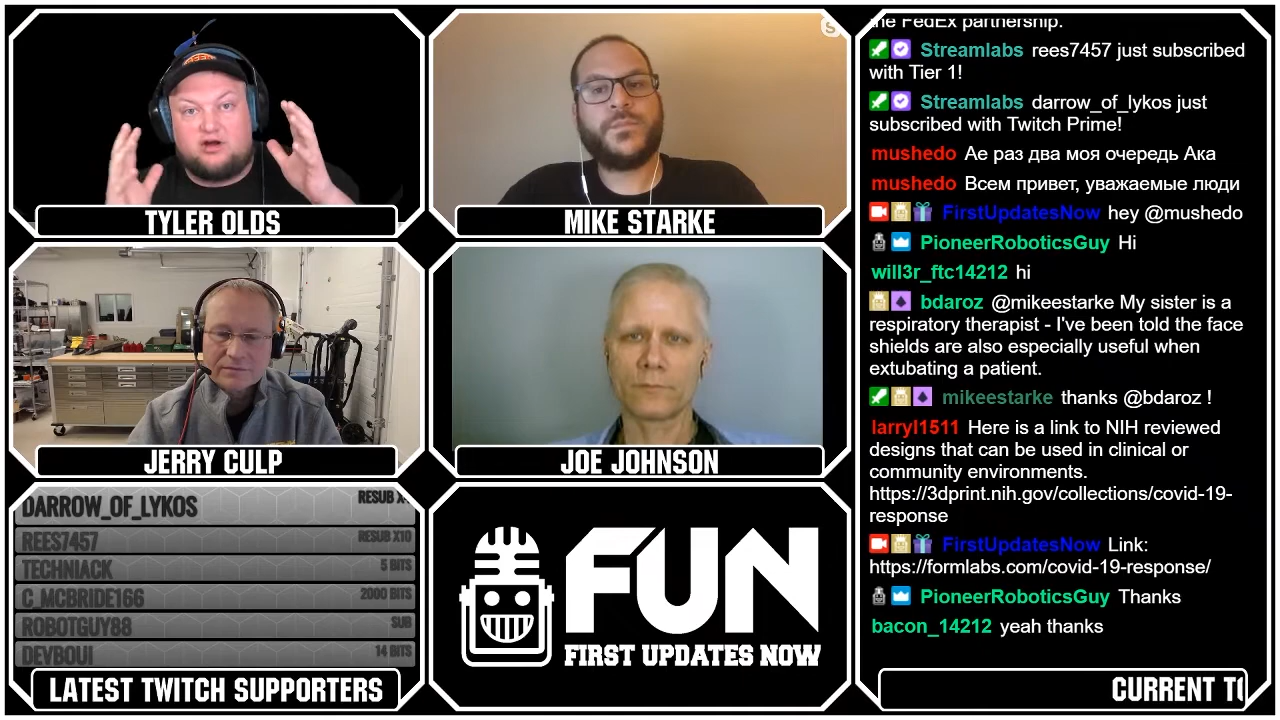 TYLER OLDS
MIKE STARKE
JERRY CULP
JOE JOHNSON
DARROW_OF_LYKOS
RESUB X
REES7457
RESUB X10
TECHNIACK
5 BITS
C_MCBRIDE166
2000 BITS
ROBOTGUY88
SUB
DEVBOUI
14 BITS
LATEST TWITCH SUPPORTERS
FUN
FIRST UPDATES NOW
the FedEx partnership.
Streamlabs rees7457 just subscribed
with Tier 1!
Streamlabs darrow_of_lykos just
subscribed with Twitch Prime!
mushedo Ае раз два моя очередь Ака
mushedo Всем привет, уважаемые люди
FirstUpdatesNow hey @mushedo
PioneerRoboticsGuy Hi
will3r_ftc14212 hi
bdaroz @mikeestarke My sister is a
respiratory therapist - I've been told the face
shields are also especially useful when
extubating a patient.
mikeestarke thanks @bdaroz !
larryl1511 Here is a link to NIH reviewed
designs that can be used in clinical or
community environments.
https://3dprint.nih.gov/collections/covid-19-
response
FirstUpdatesNow Link:
https://formlabs.com/covid-19-response/
PioneerRoboticsGuy Thanks
bacon_14212 yeah thanks
CURRENT